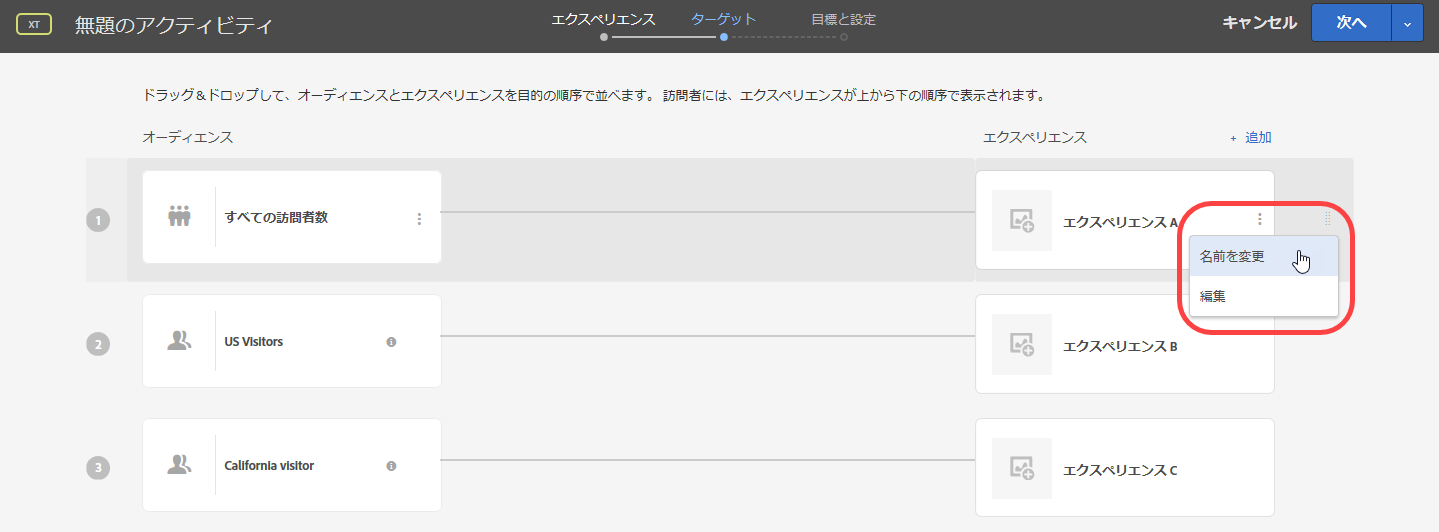 XT 無題のアクティビティ エクスペリエンス ターゲット 目標と設定 キャンセル 次へ
ドラッグ＆ドロップして、オーディエンスとエクスペリエンスを目的の順序で並べます。 訪問者には、エクスペリエンスが上から下の順序で表示されます。
オーディエンス エクスペリエンス + 追加
1 すべての訪問者数 エクスペリエンス A
名前を変更
編集
2 US Visitors エクスペリエンス B
3 California visitor エクスペリエンス C